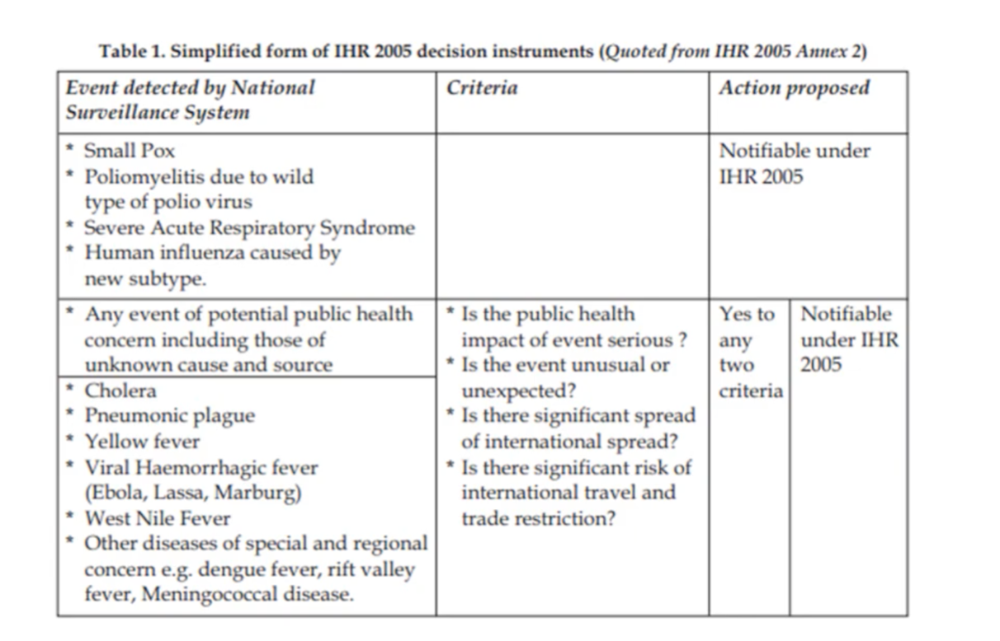 Table 1. Simplified form of IHR 2005 decision instruments (Quoted from IHR 2005 Annex 2)
Event detected by National
Surveillance System
Criteria
Action proposed
* Small Pox
* Poliomyelitis due to wild
type of polio virus
* Severe Acute Respiratory Syndrome
* Human influenza caused by
new subtype.
Notifiable under
IHR 2005
* Any event of potential public health
concern including those of
unknown cause and source
* Cholera
* Pneumonic plague
* Yellow fever
* Viral Haemorrhagic fever
(Ebola, Lassa, Marburg)
* West Nile Fever
* Other diseases of special and regional
concern e.g. dengue fever, rift valley
fever, Meningococcal disease.
* Is the public health
impact of event serious ?
* Is the event unusual or
unexpected?
* Is there significant spread
of international spread?
* Is there significant risk of
international travel and
trade restriction?
Yes to
any
two
criteria
Notifiable
under IHR
2005